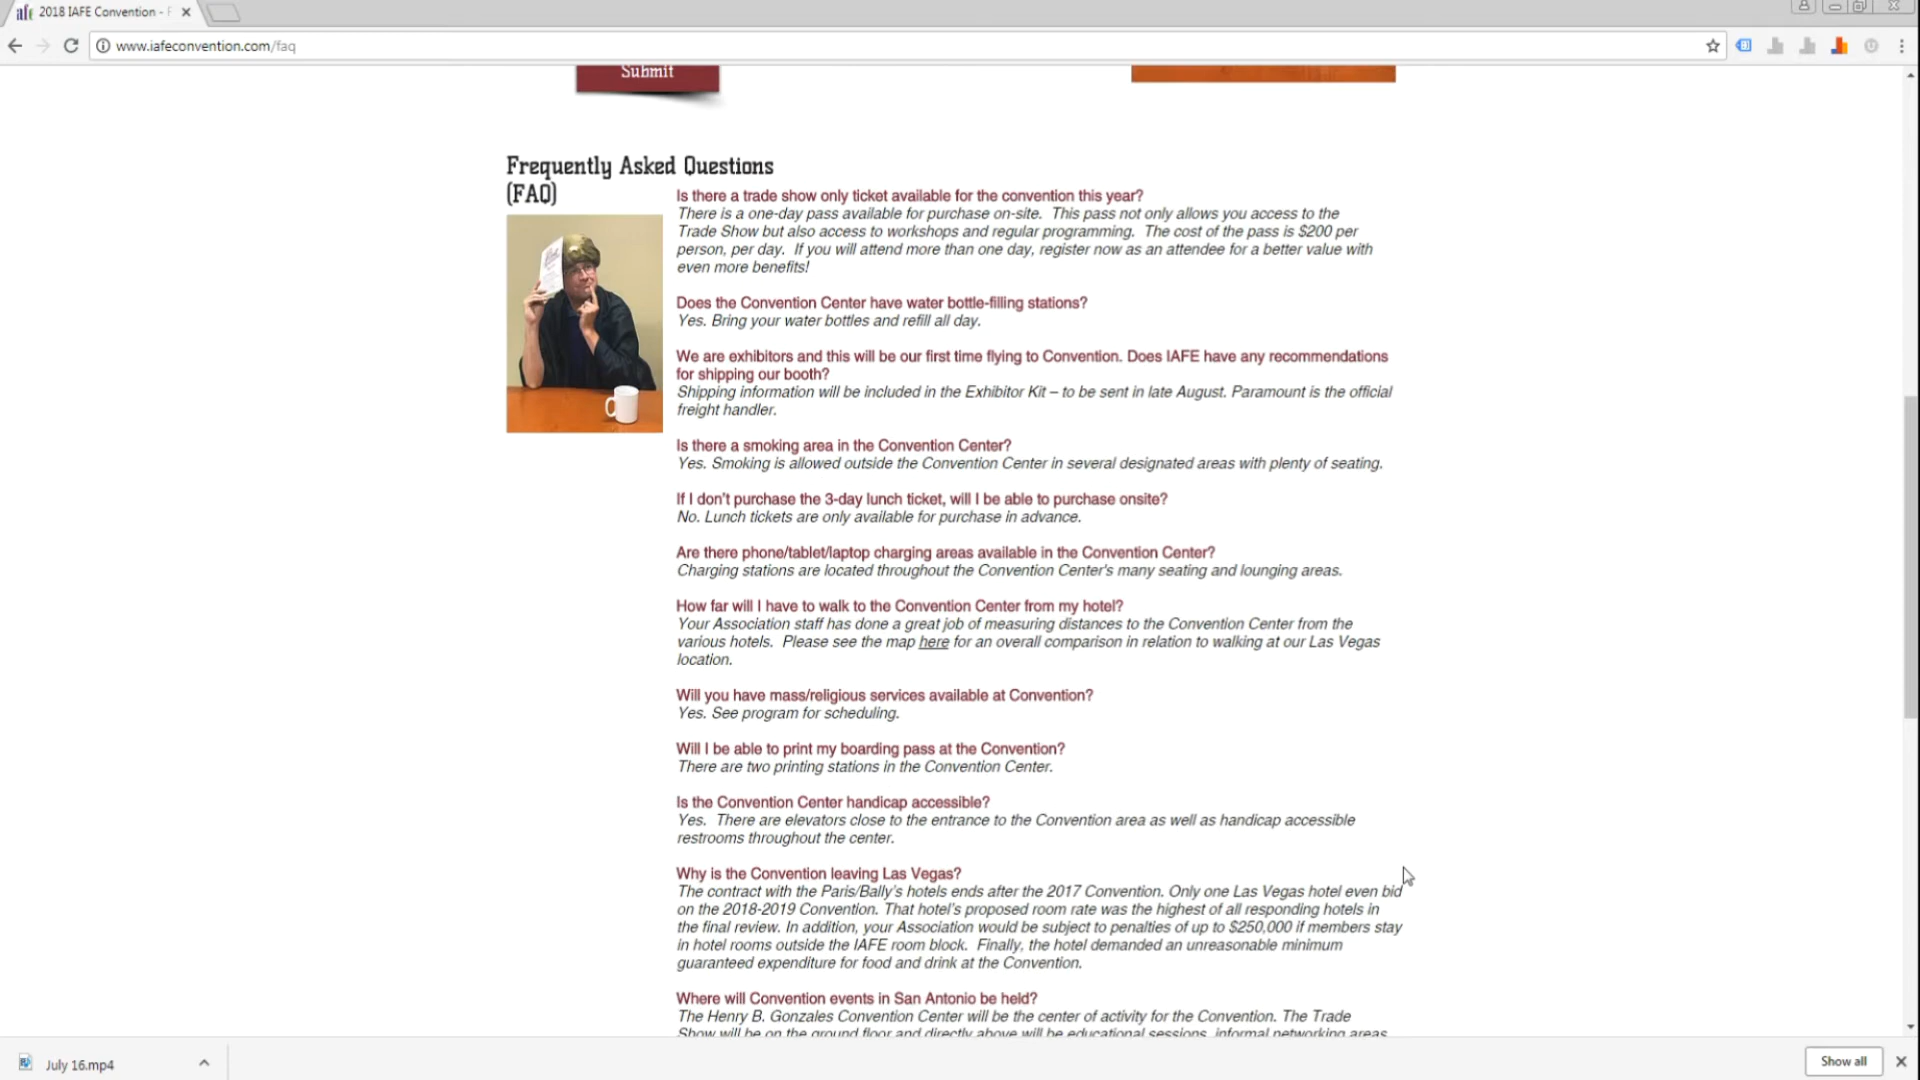 2018 IAFE Convention - F
www.iafeconvention.com/faq
Submit
Frequently Asked Questions
(FAQ)
Is there a trade show only ticket available for the convention this year?
There is a one-day pass available for purchase on-site. This pass not only allows you access to the
Trade Show but also access to workshops and regular programming. The cost of the pass is $200 per
person, per day. If you will attend more than one day, register now as an attendee for a better value with
even more benefits!
Does the Convention Center have water bottle-filling stations?
Yes. Bring your water bottles and refill all day.
We are exhibitors and this will be our first time flying to Convention. Does IAFE have any recommendations
for shipping our booth?
Shipping information will be included in the Exhibitor Kit – to be sent in late August. Paramount is the official
freight handler.
Is there a smoking area in the Convention Center?
Yes. Smoking is allowed outside the Convention Center in several designated areas with plenty of seating.
If I don't purchase the 3-day lunch ticket, will I be able to purchase onsite?
No. Lunch tickets are only available for purchase in advance.
Are there phone/tablet/laptop charging areas available in the Convention Center?
Charging stations are located throughout the Convention Center's many seating and lounging areas.
How far will I have to walk to the Convention Center from my hotel?
Your Association staff has done a great job of measuring distances to the Convention Center from the
various hotels. Please see the map here for an overall comparison in relation to walking at our Las Vegas
location.
Will you have mass/religious services available at Convention?
Yes. See program for scheduling.
Will I be able to print my boarding pass at the Convention?
There are two printing stations in the Convention Center.
Is the Convention Center handicap accessible?
Yes. There are elevators close to the entrance to the Convention area as well as handicap accessible
restrooms throughout the center.
Why is the Convention leaving Las Vegas?
The contract with the Paris/Bally's hotels ends after the 2017 Convention. Only one Las Vegas hotel even bid
on the 2018-2019 Convention. That hotel's proposed room rate was the highest of all responding hotels in
the final review. In addition, your Association would be subject to penalties of up to $250,000 if members stay
in hotel rooms outside the IAFE room block. Finally, the hotel demanded an unreasonable minimum
guaranteed expenditure for food and drink at the Convention.
Where will Convention events in San Antonio be held?
The Henry B. Gonzales Convention Center will be the center of activity for the Convention. The Trade
Show will be on the ground floor and directly above will be educational sessions, informal networking areas
July 16.mp4
Show all